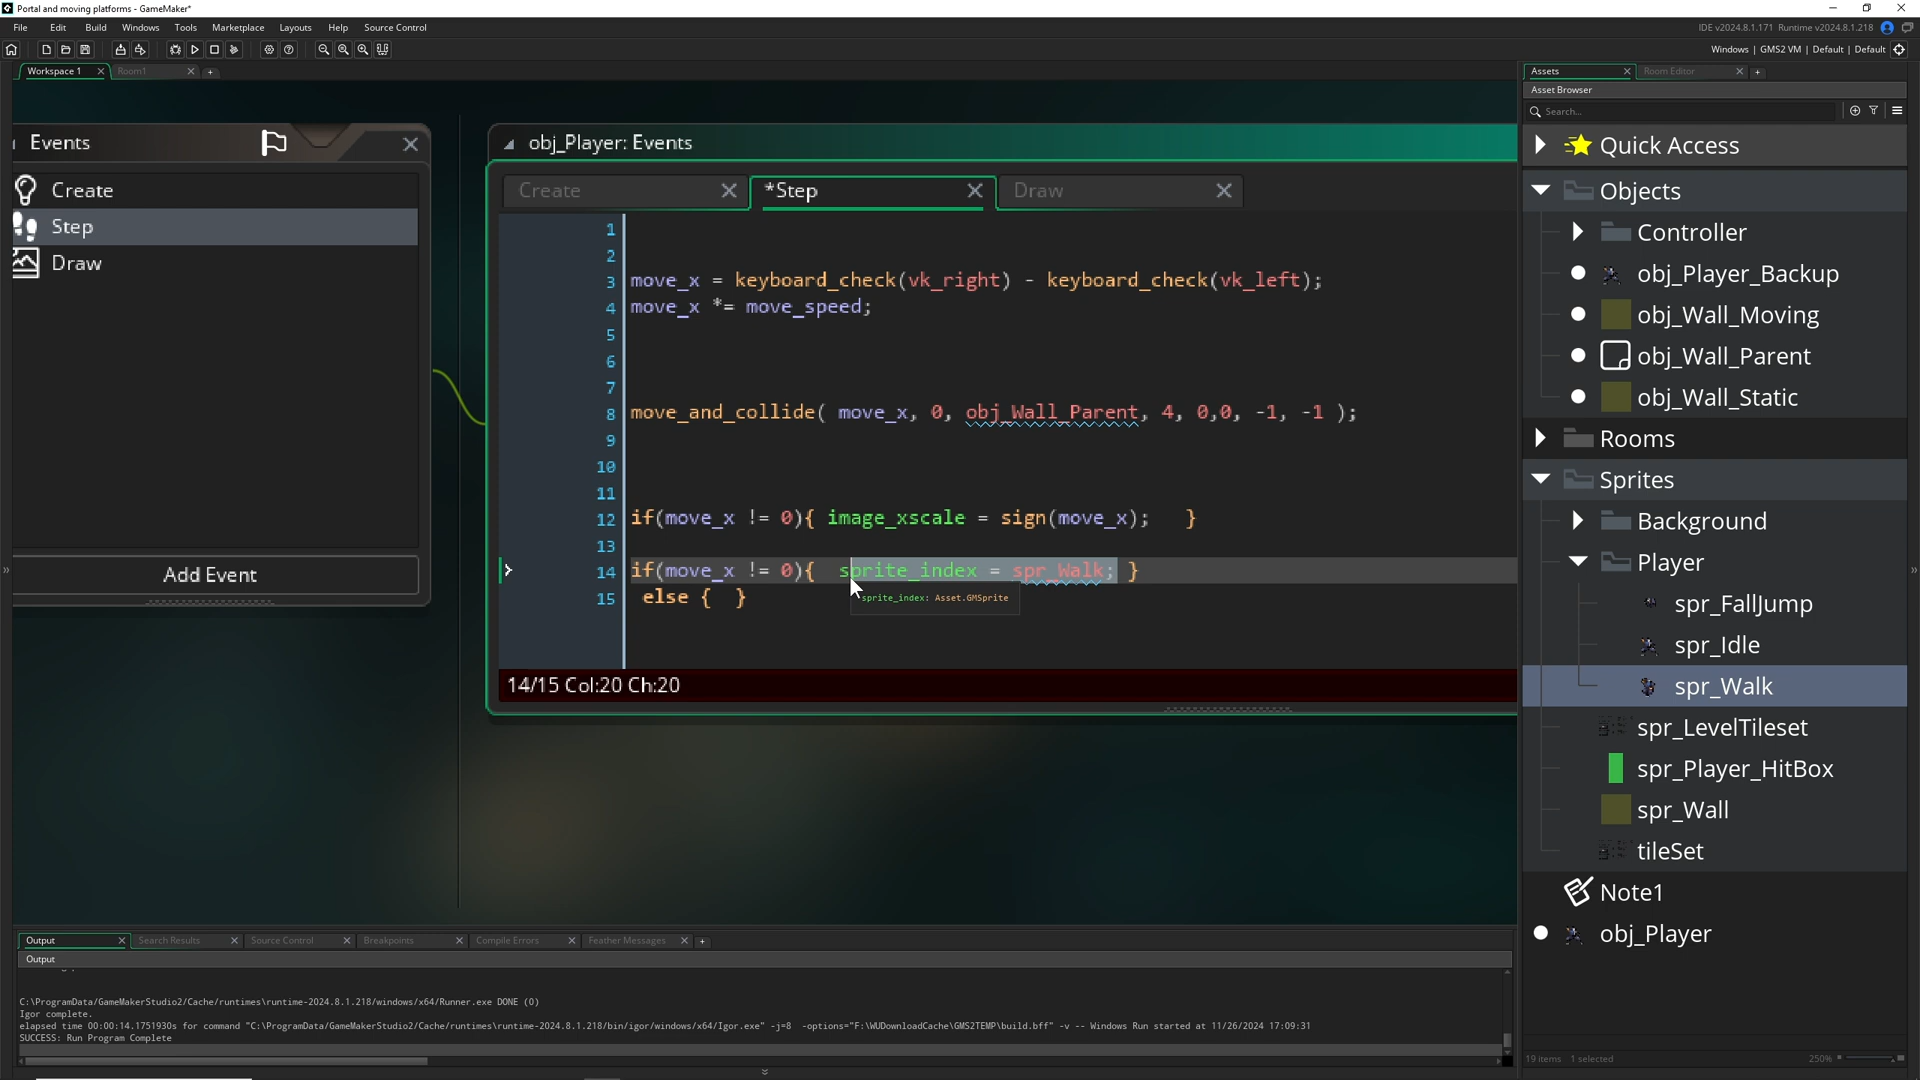 Portal and moving platforms - GameMaker*
File Edit Build Windows Tools Marketplace Layouts Help Source Control
IDE v2024.8.1.171 Runtime v2024.8.1.218
Windows | GMS2 VM | Default | Default
Workspace 1
Room1
Events
Create
Step
Draw
Add Event
obj_Player: Events
Create
*Step
Draw
1
2
3 move_x = keyboard_check(vk_right) - keyboard_check(vk_left);
4 move_x *= move_speed;
5
6
7
8 move_and_collide( move_x, 0, obj_Wall_Parent, 4, 0,0, -1, -1 );
9
10
11
12 if(move_x != 0){ image_xscale = sign(move_x); }
13
14 if(move_x != 0){ sprite_index = spr_Walk; }
15 else { }
sprite_index: Asset.GMSprite
14/15 Col:20 Ch:20
Assets
Room Editor
Asset Browser
Search...
Quick Access
Objects
Controller
obj_Player_Backup
obj_Wall_Moving
obj_Wall_Parent
obj_Wall_Static
Rooms
Sprites
Background
Player
spr_FallJump
spr_Idle
spr_Walk
spr_LevelTileset
spr_Player_HitBox
spr_Wall
tileSet
Note1
obj_Player
19 items 1 selected
250%
Output
Search Results
Source Control
Breakpoints
Compile Errors
Feather Messages
Output
C:\ProgramData/GameMakerStudio2/Cache/runtimes\runtime-2024.8.1.218/windows/x64/Runner.exe DONE (0)
Igor complete.
elapsed time 00:00:14.1751930s for command "C:\ProgramData/GameMakerStudio2/Cache/runtimes\runtime-2024.8.1.218/bin/igor/windows/x64/Igor.exe" -j=8 -options="F:\WUDownloadCache\GMS2TEMP\build.bff" -v -- Windows Run started at 11/26/2024 17:09:31
SUCCESS: Run Program Complete